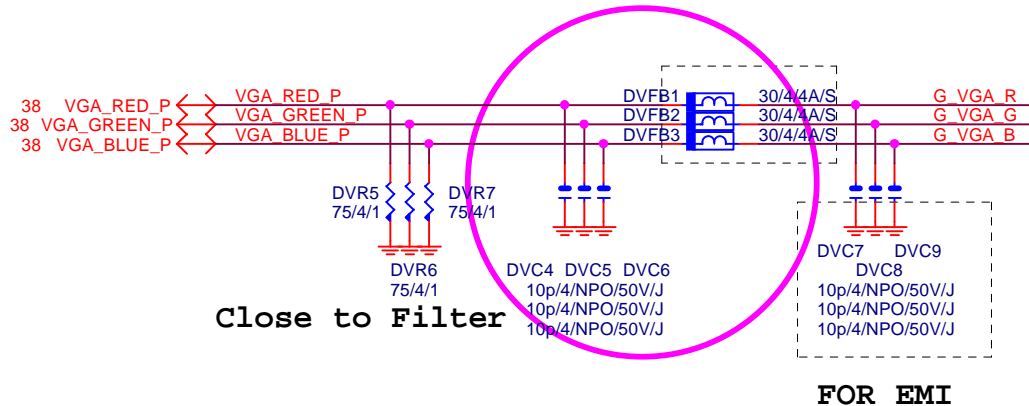 DVFB1 30/4/4A/S
38 VGA_RED_P VGA_RED_P G_VGA_R
DVFB2 30/4/4A/S
38 VGA_GREEN_P VGA_GREEN_P G_VGA_G
DVFB3 30/4/4A/S
38 VGA_BLUE_P VGA_BLUE_P G_VGA_B
DVR5 DVR7
75/4/1 75/4/1
DVR6
75/4/1
DVC4 DVC5 DVC6
10p/4/NPO/50V/J
10p/4/NPO/50V/J
10p/4/NPO/50V/J
DVC7 DVC9
DVC8
10p/4/NPO/50V/J
10p/4/NPO/50V/J
10p/4/NPO/50V/J
Close to Filter
FOR EMI